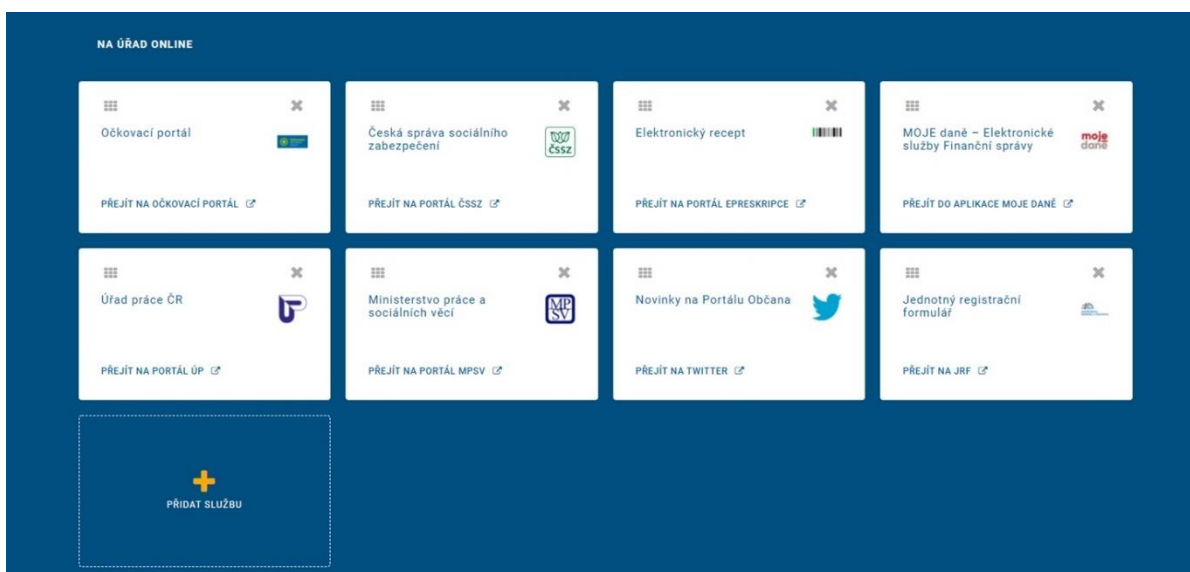 NA ÚŘAD ONLINE
Očkovací portál
PŘEJÍT NA OČKOVACÍ PORTÁL
Česká správa sociálního
zabezpečení
ČSSZ
PŘEJÍT NA PORTÁL ČSSZ
Elektronický recept
PŘEJÍT NA PORTÁL EPRESKRIPCE
MOJE daně – Elektronické
služby Finanční správy
moje
daně
PŘEJÍT DO APLIKACE MOJE DANĚ
Úřad práce ČR
PŘEJÍT NA PORTÁL ÚP
Ministerstvo práce a
sociálních věcí
MP
SV
PŘEJÍT NA PORTÁL MPSV
Novinky na Portálu Občana
PŘEJÍT NA TWITTER
Jednotný registrační
formulář
PŘEJÍT NA JRF
PŘIDAT SLUŽBU